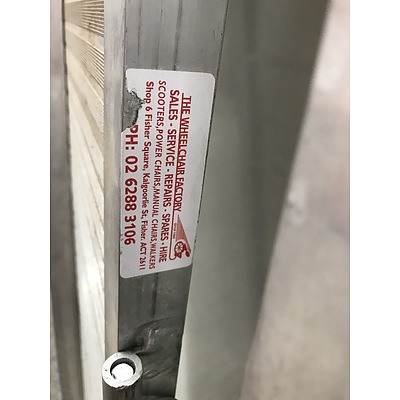 THE WHEELCHAIR FACTORY
SALES - SERVICE - REPAIRS - SPARES - HIRE
SCOOTERS,POWER CHAIRS,MANUAL CHAIRS,WALKERS
Shop 6 Fisher Square, Kalgoorlie St, Fisher, ACT 2611
PH: 02 6288 3106